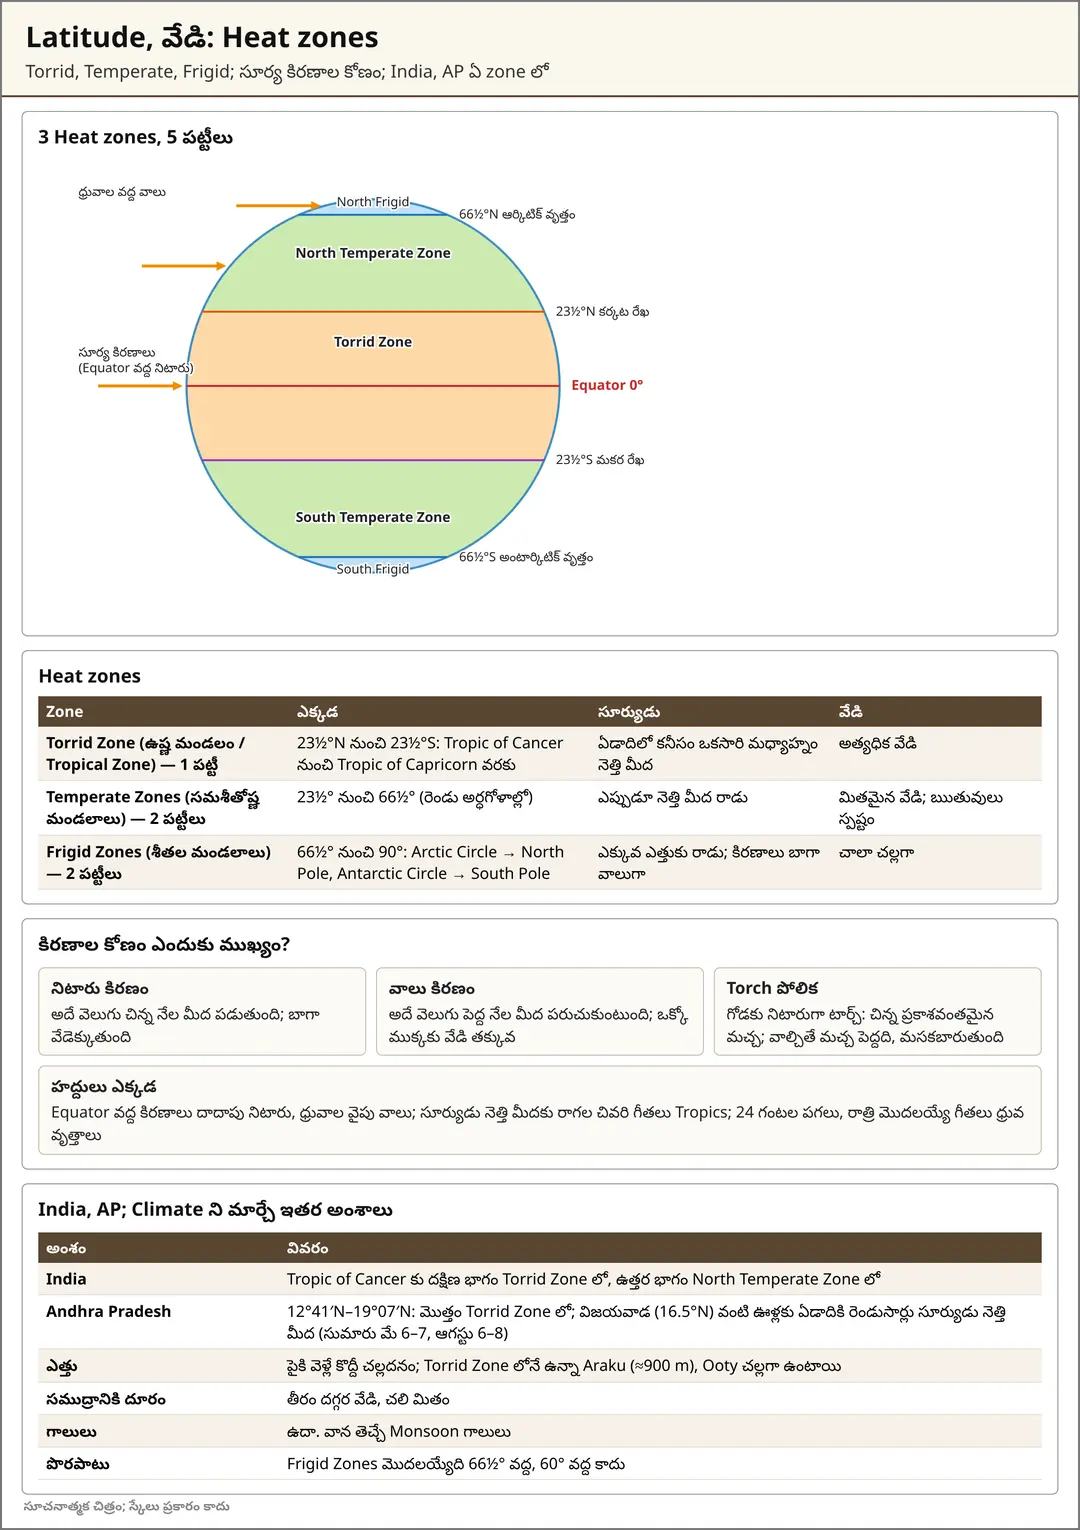 Latitude, వేడి: Heat zones
Torrid, Temperate, Frigid; సూర్య కిరణాల కోణం; India, AP ఏ zone లో
3 Heat zones, 5 పట్టీలు
ధ్రువాల వద్ద వాలు
North Frigid
66½°N ఆర్కిటిక్ వృత్తం
North Temperate Zone
23½°N కర్కట రేఖ
Torrid Zone
సూర్య కిరణాలు
(Equator వద్ద నిటారు)
Equator 0°
23½°S మకర రేఖ
South Temperate Zone
66½°S అంటార్కిటిక్ వృత్తం
South Frigid
Heat zones
Zone ఎక్కడ సూర్యుడు వేడి
Torrid Zone (ఉష్ణ మండలం / 23½°N నుంచి 23½°S: Tropic of Cancer ఏడాదిలో కనీసం ఒకసారి మధ్యాహ్నం అత్యధిక వేడి
Tropical Zone) — 1 పట్టీ నుంచి Tropic of Capricorn వరకు నెత్తి మీద
Temperate Zones (సమశీతోష్ణ 23½° నుంచి 66½° (రెండు అర్ధగోళాల్లో) ఎప్పుడూ నెత్తి మీద రాడు మితమైన వేడి; ఋతువులు
మండలాలు) — 2 పట్టీలు స్పష్టం
Frigid Zones (శీతల మండలాలు) 66½° నుంచి 90°: Arctic Circle → North ఎక్కువ ఎత్తుకు రాడు; కిరణాలు బాగా చాలా చల్లగా
— 2 పట్టీలు Pole, Antarctic Circle → South Pole వాలుగా
కిరణాల కోణం ఎందుకు ముఖ్యం?
నిటారు కిరణం
అదే వెలుగు చిన్న నేల మీద పడుతుంది; బాగా
వేడెక్కుతుంది
వాలు కిరణం
అదే వెలుగు పెద్ద నేల మీద పరుచుకుంటుంది; ఒక్కో
ముక్కకు వేడి తక్కువ
Torch పోలిక
గోడకు నిటారుగా టార్చ్: చిన్న ప్రకాశవంతమైన
మచ్చ; వాల్చితే మచ్చ పెద్దది, మసకబారుతుంది
హద్దులు ఎక్కడ
Equator వద్ద కిరణాలు దాదాపు నిటారు, ధ్రువాల వైపు వాలు; సూర్యుడు నెత్తి మీదకు రాగల చివరి గీతలు Tropics; 24 గంటల పగలు, రాత్రి మొదలయ్యే గీతలు ధ్రువ
వృత్తాలు
India, AP; Climate ని మార్చే ఇతర అంశాలు
అంశం వివరం
India Tropic of Cancer కు దక్షిణ భాగం Torrid Zone లో, ఉత్తర భాగం North Temperate Zone లో
Andhra Pradesh 12°41′N–19°07′N: మొత్తం Torrid Zone లో; విజయవాడ (16.5°N) వంటి ఊళ్లకు ఏడాదికి రెండుసార్లు సూర్యుడు నెత్తి
మీద (సుమారు మే 6–7, ఆగస్టు 6–8)
ఎత్తు పైకి వెళ్లే కొద్దీ చల్లదనం; Torrid Zone లోనే ఉన్నా Araku (≈900 m), Ooty చల్లగా ఉంటాయి
సముద్రానికి దూరం తీరం దగ్గర వేడి, చలి మితం
గాలులు ఉదా. వాన తెచ్చే Monsoon గాలులు
పొరపాటు Frigid Zones మొదలయ్యేది 66½° వద్ద, 60° వద్ద కాదు
సూచనాత్మక చిత్రం; స్కేలు ప్రకారం కాదు